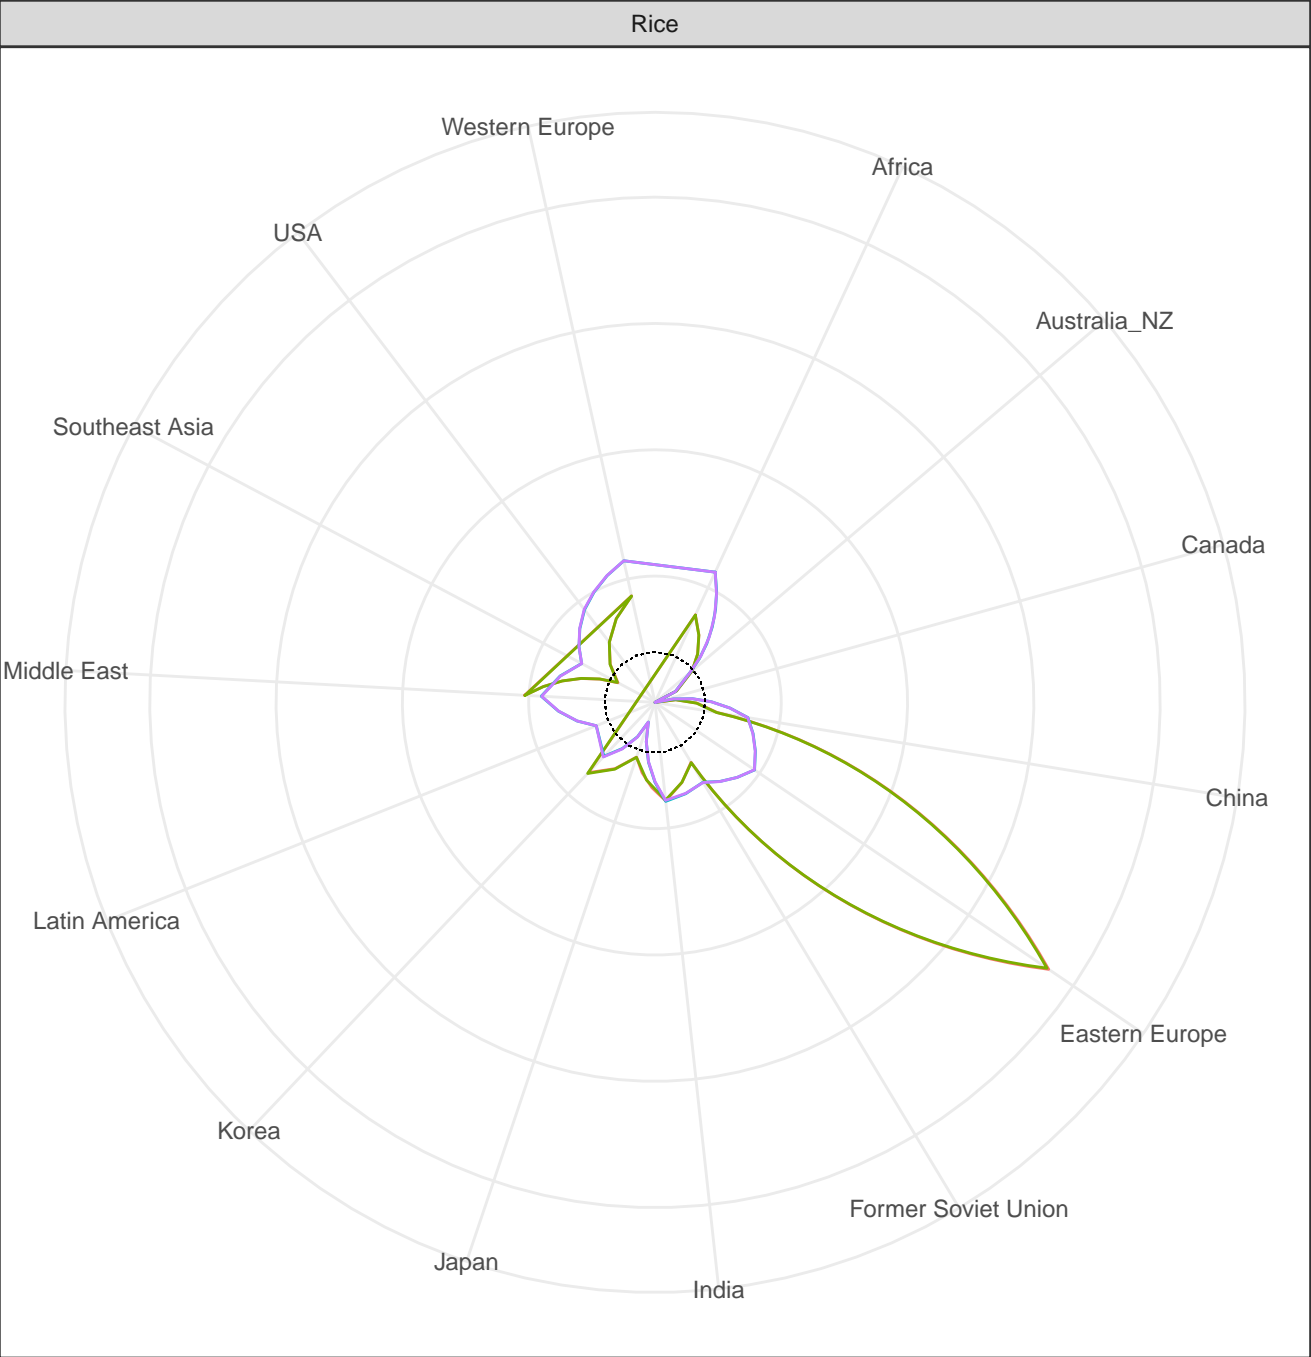 Rice
Western Europe
Africa
USA
Australia_NZ
Southeast Asia
Canada
Middle East
China
Latin America
Eastern Europe
Korea
Former Soviet Union
Japan
India